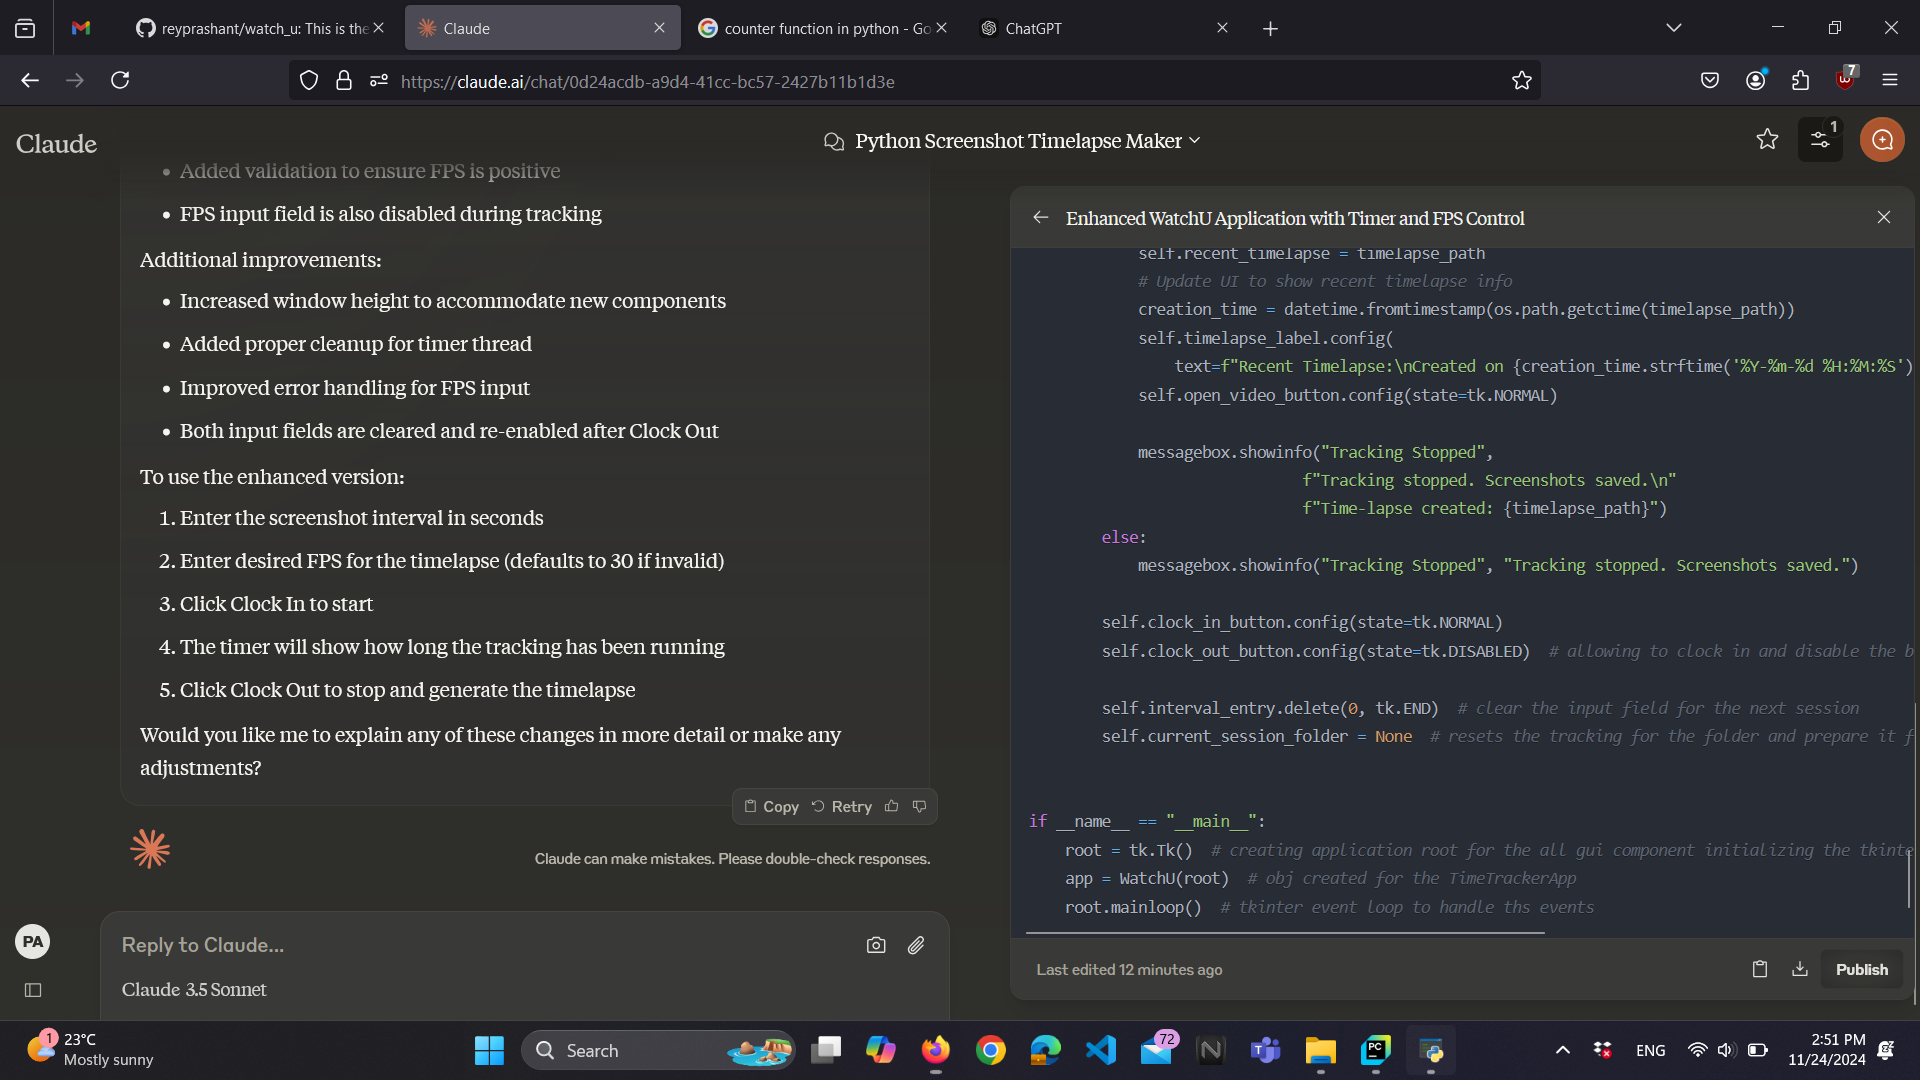 reyprashant/watch_u: This is the
Claude
counter function in python - Go
ChatGPT
https://claude.ai/chat/0d24acdb-a9d4-41cc-bc57-2427b11b1d3e
7
Claude
Python Screenshot Timelapse Maker
1
• Added validation to ensure FPS is positive
• FPS input field is also disabled during tracking
Additional improvements:
• Increased window height to accommodate new components
• Added proper cleanup for timer thread
• Improved error handling for FPS input
• Both input fields are cleared and re-enabled after Clock Out
To use the enhanced version:
1. Enter the screenshot interval in seconds
2. Enter desired FPS for the timelapse (defaults to 30 if invalid)
3. Click Clock In to start
4. The timer will show how long the tracking has been running
5. Click Clock Out to stop and generate the timelapse
Would you like me to explain any of these changes in more detail or make any
adjustments?
Copy Retry
Claude can make mistakes. Please double-check responses.
PA
Reply to Claude...
Claude 3.5 Sonnet
Enhanced WatchU Application with Timer and FPS Control
self.recent_timelapse = timelapse_path
# Update UI to show recent timelapse info
creation_time = datetime.fromtimestamp(os.path.getctime(timelapse_path))
self.timelapse_label.config(
text=f"Recent Timelapse:\nCreated on {creation_time.strftime('%Y-%m-%d %H:%M:%S')
self.open_video_button.config(state=tk.NORMAL)
messagebox.showinfo("Tracking Stopped",
f"Tracking stopped. Screenshots saved.\n"
f"Time-lapse created: {timelapse_path}")
else:
messagebox.showinfo("Tracking Stopped", "Tracking stopped. Screenshots saved.")
self.clock_in_button.config(state=tk.NORMAL)
self.clock_out_button.config(state=tk.DISABLED)  # allowing to clock in and disable the b
self.interval_entry.delete(0, tk.END)  # clear the input field for the next session
self.current_session_folder = None  # resets the tracking for the folder and prepare it f
if __name__ == "__main__":
root = tk.Tk()  # creating application root for the all gui component initializing the tkinte
app = WatchU(root)  # obj created for the TimeTrackerApp
root.mainloop()  # tkinter event loop to handle ths events
Last edited 12 minutes ago
Publish
1
23°C
Mostly sunny
Search
72
N
T
PC
ENG
2:51 PM
11/24/2024